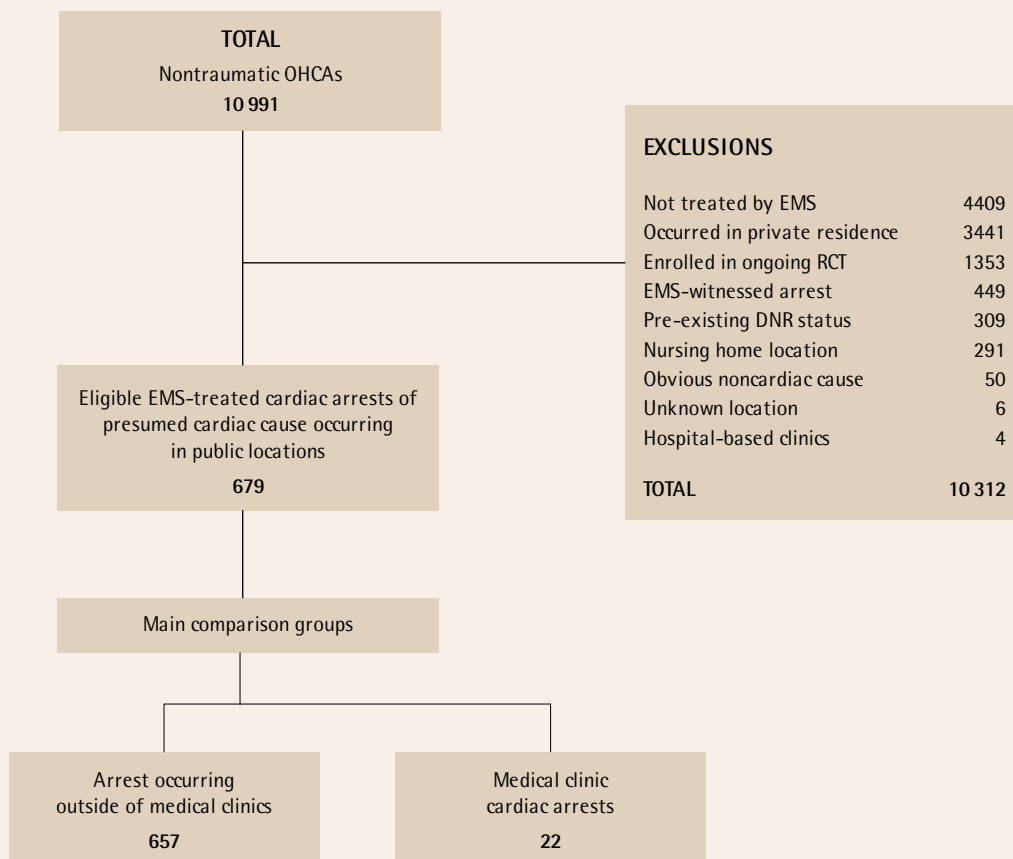 TOTAL
Nontraumatic OHCAs
10 991
EXCLUSIONS
Not treated by EMS 4409
Occurred in private residence 3441
Enrolled in ongoing RCT 1353
EMS-witnessed arrest 449
Pre-existing DNR status 309
Nursing home location 291
Obvious noncardiac cause 50
Unknown location 6
Hospital-based clinics 4
TOTAL 10 312
Eligible EMS-treated cardiac arrests of
presumed cardiac cause occurring
in public locations
679
Main comparison groups
Arrest occurring
outside of medical clinics
657
Medical clinic
cardiac arrests
22